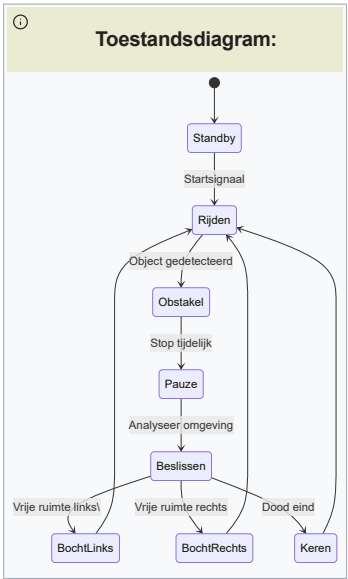 Toestandsdiagram:
Standby
Startsignaal
Rijden
Object gedetecteerd
Obstakel
Stop tijdelijk
Pauze
Analyseer omgeving
Beslissen
Vrije ruimte links\
Vrije ruimte rechts
Dood eind
BochtLinks
BochtRechts
Keren